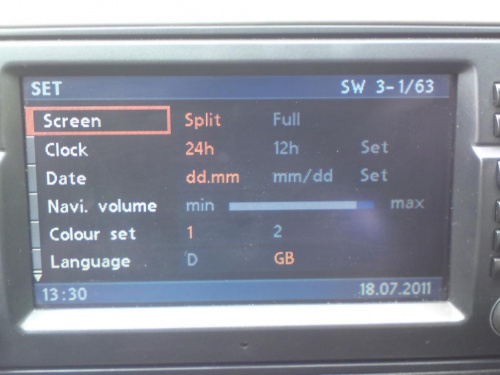 SET SW 3-1/63
Screen Split Full
Clock 24h 12h Set
Date dd.mm mm/dd Set
Navi. volume min max
Colour set 1 2
Language D GB
13:30 18.07.2011